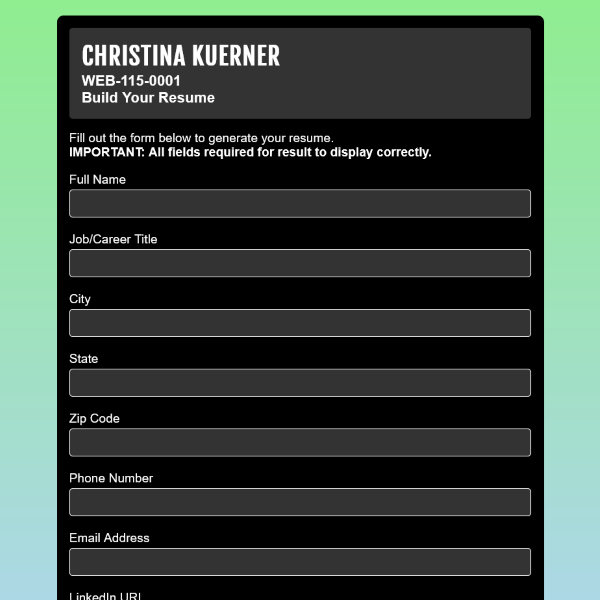 CHRISTINA KUERNER
WEB-115-0001
Build Your Resume
Fill out the form below to generate your resume.
IMPORTANT: All fields required for result to display correctly.
Full Name
Job/Career Title
City
State
Zip Code
Phone Number
Email Address
LinkedIn URL